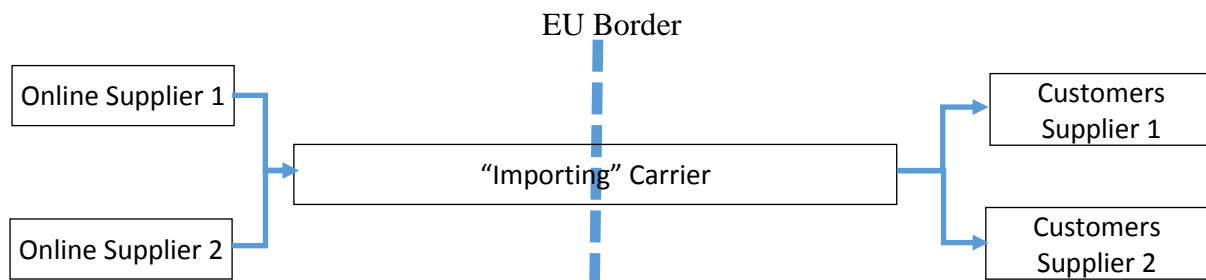 EU Border
Online Supplier 1
Customers
Supplier 1
“Importing” Carrier
Online Supplier 2
Customers
Supplier 2